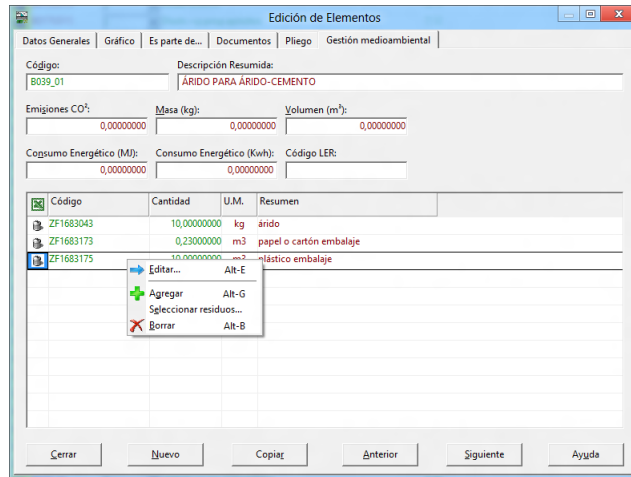 Edición de Elementos
Datos Generales Gráfico Es parte de... Documentos Pliego Gestión medioambiental
Código: Descripción Resumida:
B039_01 ÁRIDO PARA ÁRIDO-CEMENTO
Emisiones CO²: Masa (kg): Volumen (m³):
0,00000000 0,00000000 0,00000000
Consumo Energético (MJ): Consumo Energético (Kwh): Código LER:
0,00000000 0,00000000
Código Cantidad U.M. Resumen
ZF1683043 10,00000000 kg árido
ZF1683173 0,23000000 m3 papel o cartón embalaje
ZF1683175 10,00000000 m3 plástico embalaje
Editar... Alt-E
Agregar Alt-G
Seleccionar residuos...
Borrar Alt-B
Cerrar Nuevo Copiar Anterior Siguiente Ayuda